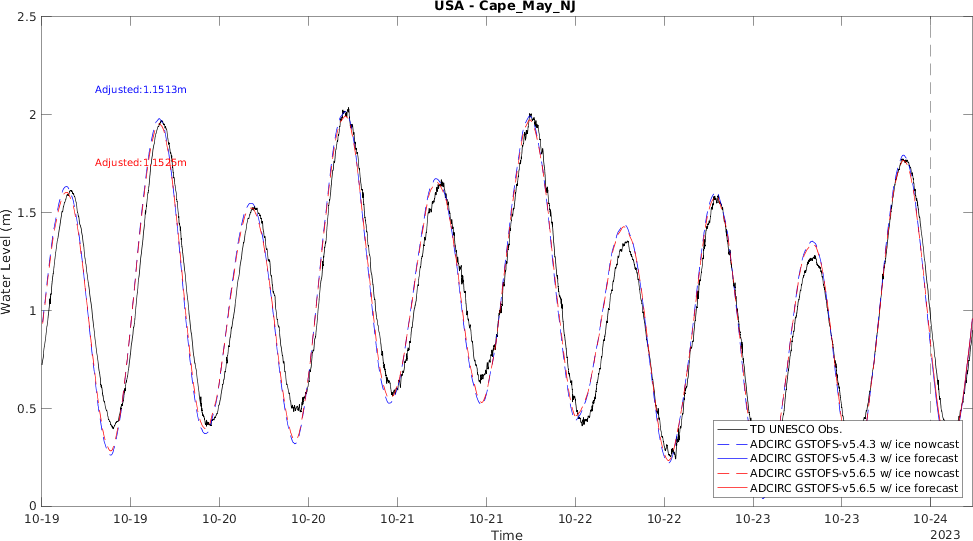 USA - Cape_May_NJ
2.5
2
1.5
1
0.5
0
Water Level (m)
Adjusted:1.1513m
Adjusted:1.1525m
TD UNESCO Obs.
ADCIRC GSTOFS-v5.4.3 w/ ice nowcast
ADCIRC GSTOFS-v5.4.3 w/ ice forecast
ADCIRC GSTOFS-v5.6.5 w/ ice nowcast
ADCIRC GSTOFS-v5.6.5 w/ ice forecast
10-19 10-19 10-20 10-20 10-21 10-21 10-22 10-22 10-23 10-23 10-24
2023
Time